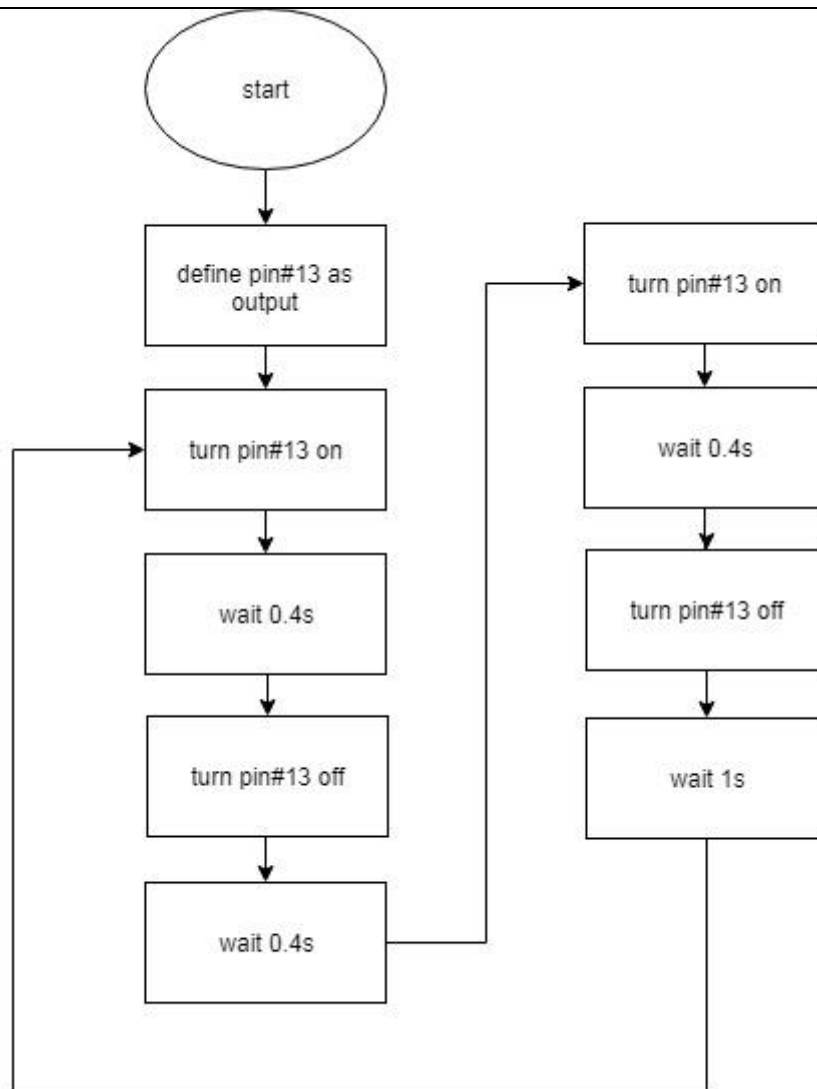 start
define pin#13 as
output
turn pin#13 on
wait 0.4s
turn pin#13 off
wait 0.4s
turn pin#13 on
wait 0.4s
turn pin#13 off
wait 1s